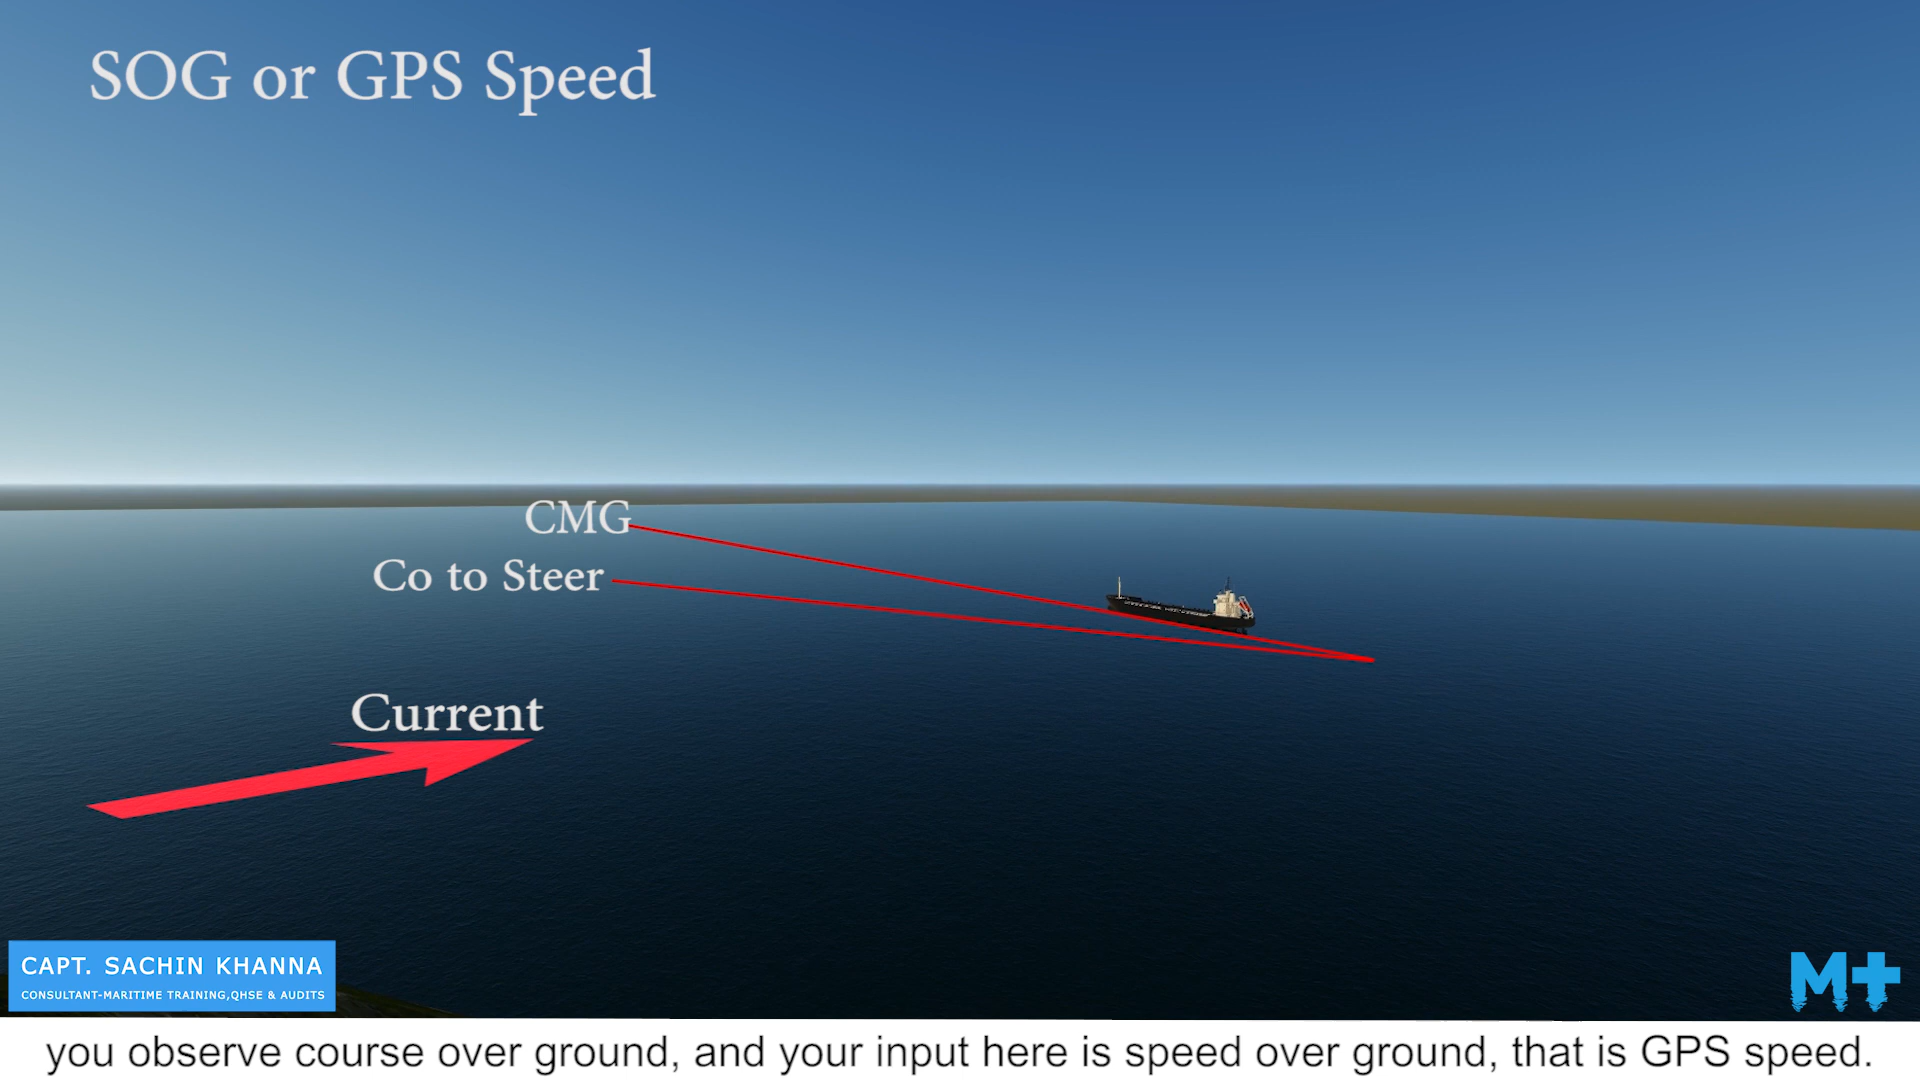 SOG or GPS Speed
CMG
Co to Steer
Current
CAPT. SACHIN KHANNA
CONSULTANT-MARITIME TRAINING,QHSE & AUDITS
M+
you observe course over ground, and your input here is speed over ground, that is GPS speed.